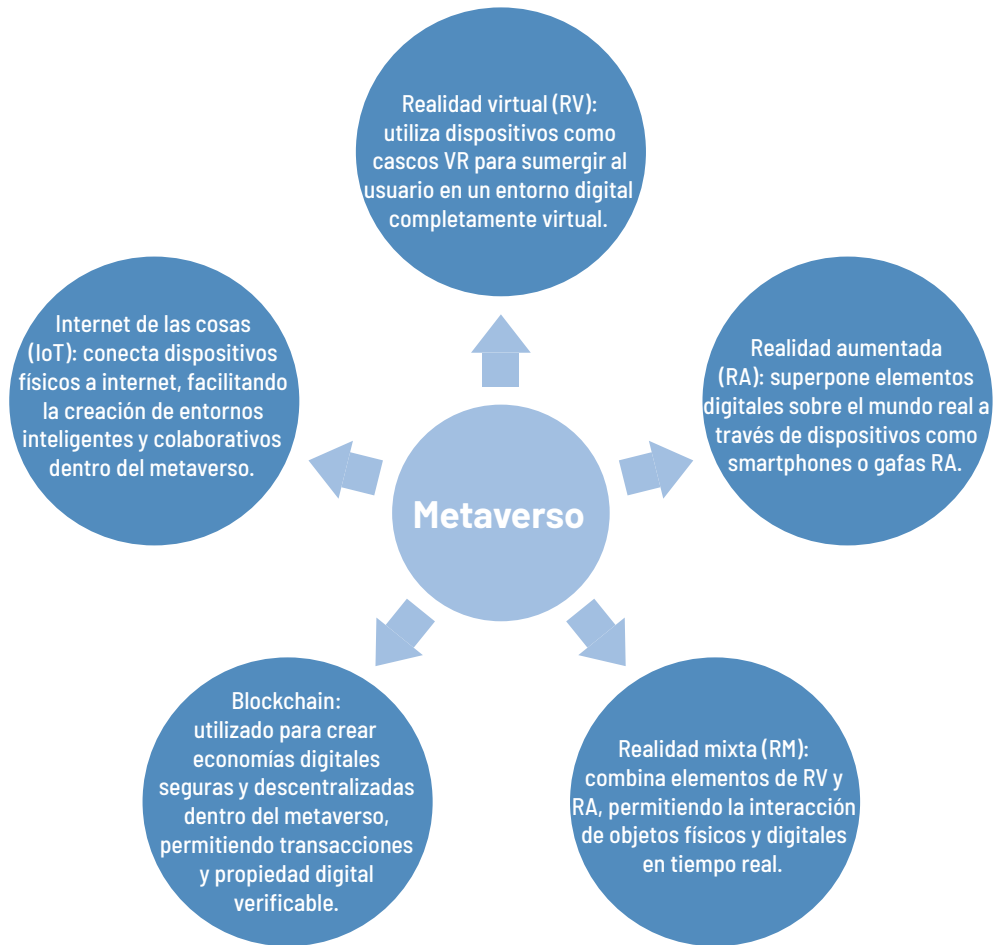 Realidad virtual (RV):
utiliza dispositivos como
cascos VR para sumergir al
usuario en un entorno digital
completamente virtual.
Internet de las cosas
(IoT): conecta dispositivos
físicos a internet, facilitando
la creación de entornos
inteligentes y colaborativos
dentro del metaverso.
Realidad aumentada
(RA): superpone elementos
digitales sobre el mundo real a
través de dispositivos como
smartphones o gafas RA.
Metaverso
Blockchain:
utilizado para crear
economías digitales
seguras y descentralizadas
dentro del metaverso,
permitiendo transacciones
y propiedad digital
verificable.
Realidad mixta (RM):
combina elementos de RV y
RA, permitiendo la interacción
de objetos físicos y digitales
en tiempo real.